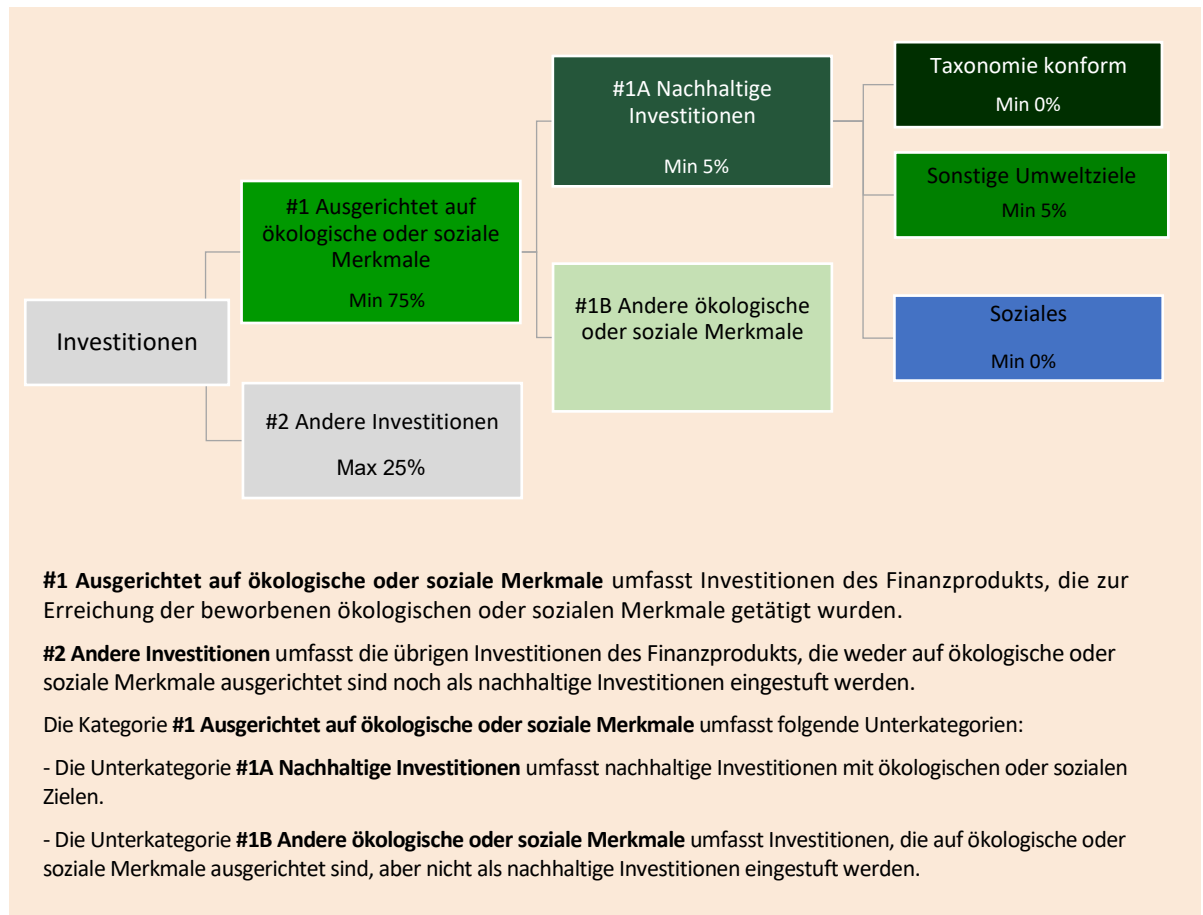 Investitionen
#1 Ausgerichtet auf
ökologische oder soziale
Merkmale
Min 75%
#2 Andere Investitionen
Max 25%
#1A Nachhaltige
Investitionen
Min 5%
#1B Andere ökologische
oder soziale Merkmale
Taxonomie konform
Min 0%
Sonstige Umweltziele
Min 5%
Soziales
Min 0%
#1 Ausgerichtet auf ökologische oder soziale Merkmale umfasst Investitionen des Finanzprodukts, die zur
Erreichung der beworbenen ökologischen oder sozialen Merkmale getätigt wurden.
#2 Andere Investitionen umfasst die übrigen Investitionen des Finanzprodukts, die weder auf ökologische oder
soziale Merkmale ausgerichtet sind noch als nachhaltige Investitionen eingestuft werden.
Die Kategorie #1 Ausgerichtet auf ökologische oder soziale Merkmale umfasst folgende Unterkategorien:
- Die Unterkategorie #1A Nachhaltige Investitionen umfasst nachhaltige Investitionen mit ökologischen oder sozialen
Zielen.
- Die Unterkategorie #1B Andere ökologische oder soziale Merkmale umfasst Investitionen, die auf ökologische oder
soziale Merkmale ausgerichtet sind, aber nicht als nachhaltige Investitionen eingestuft werden.